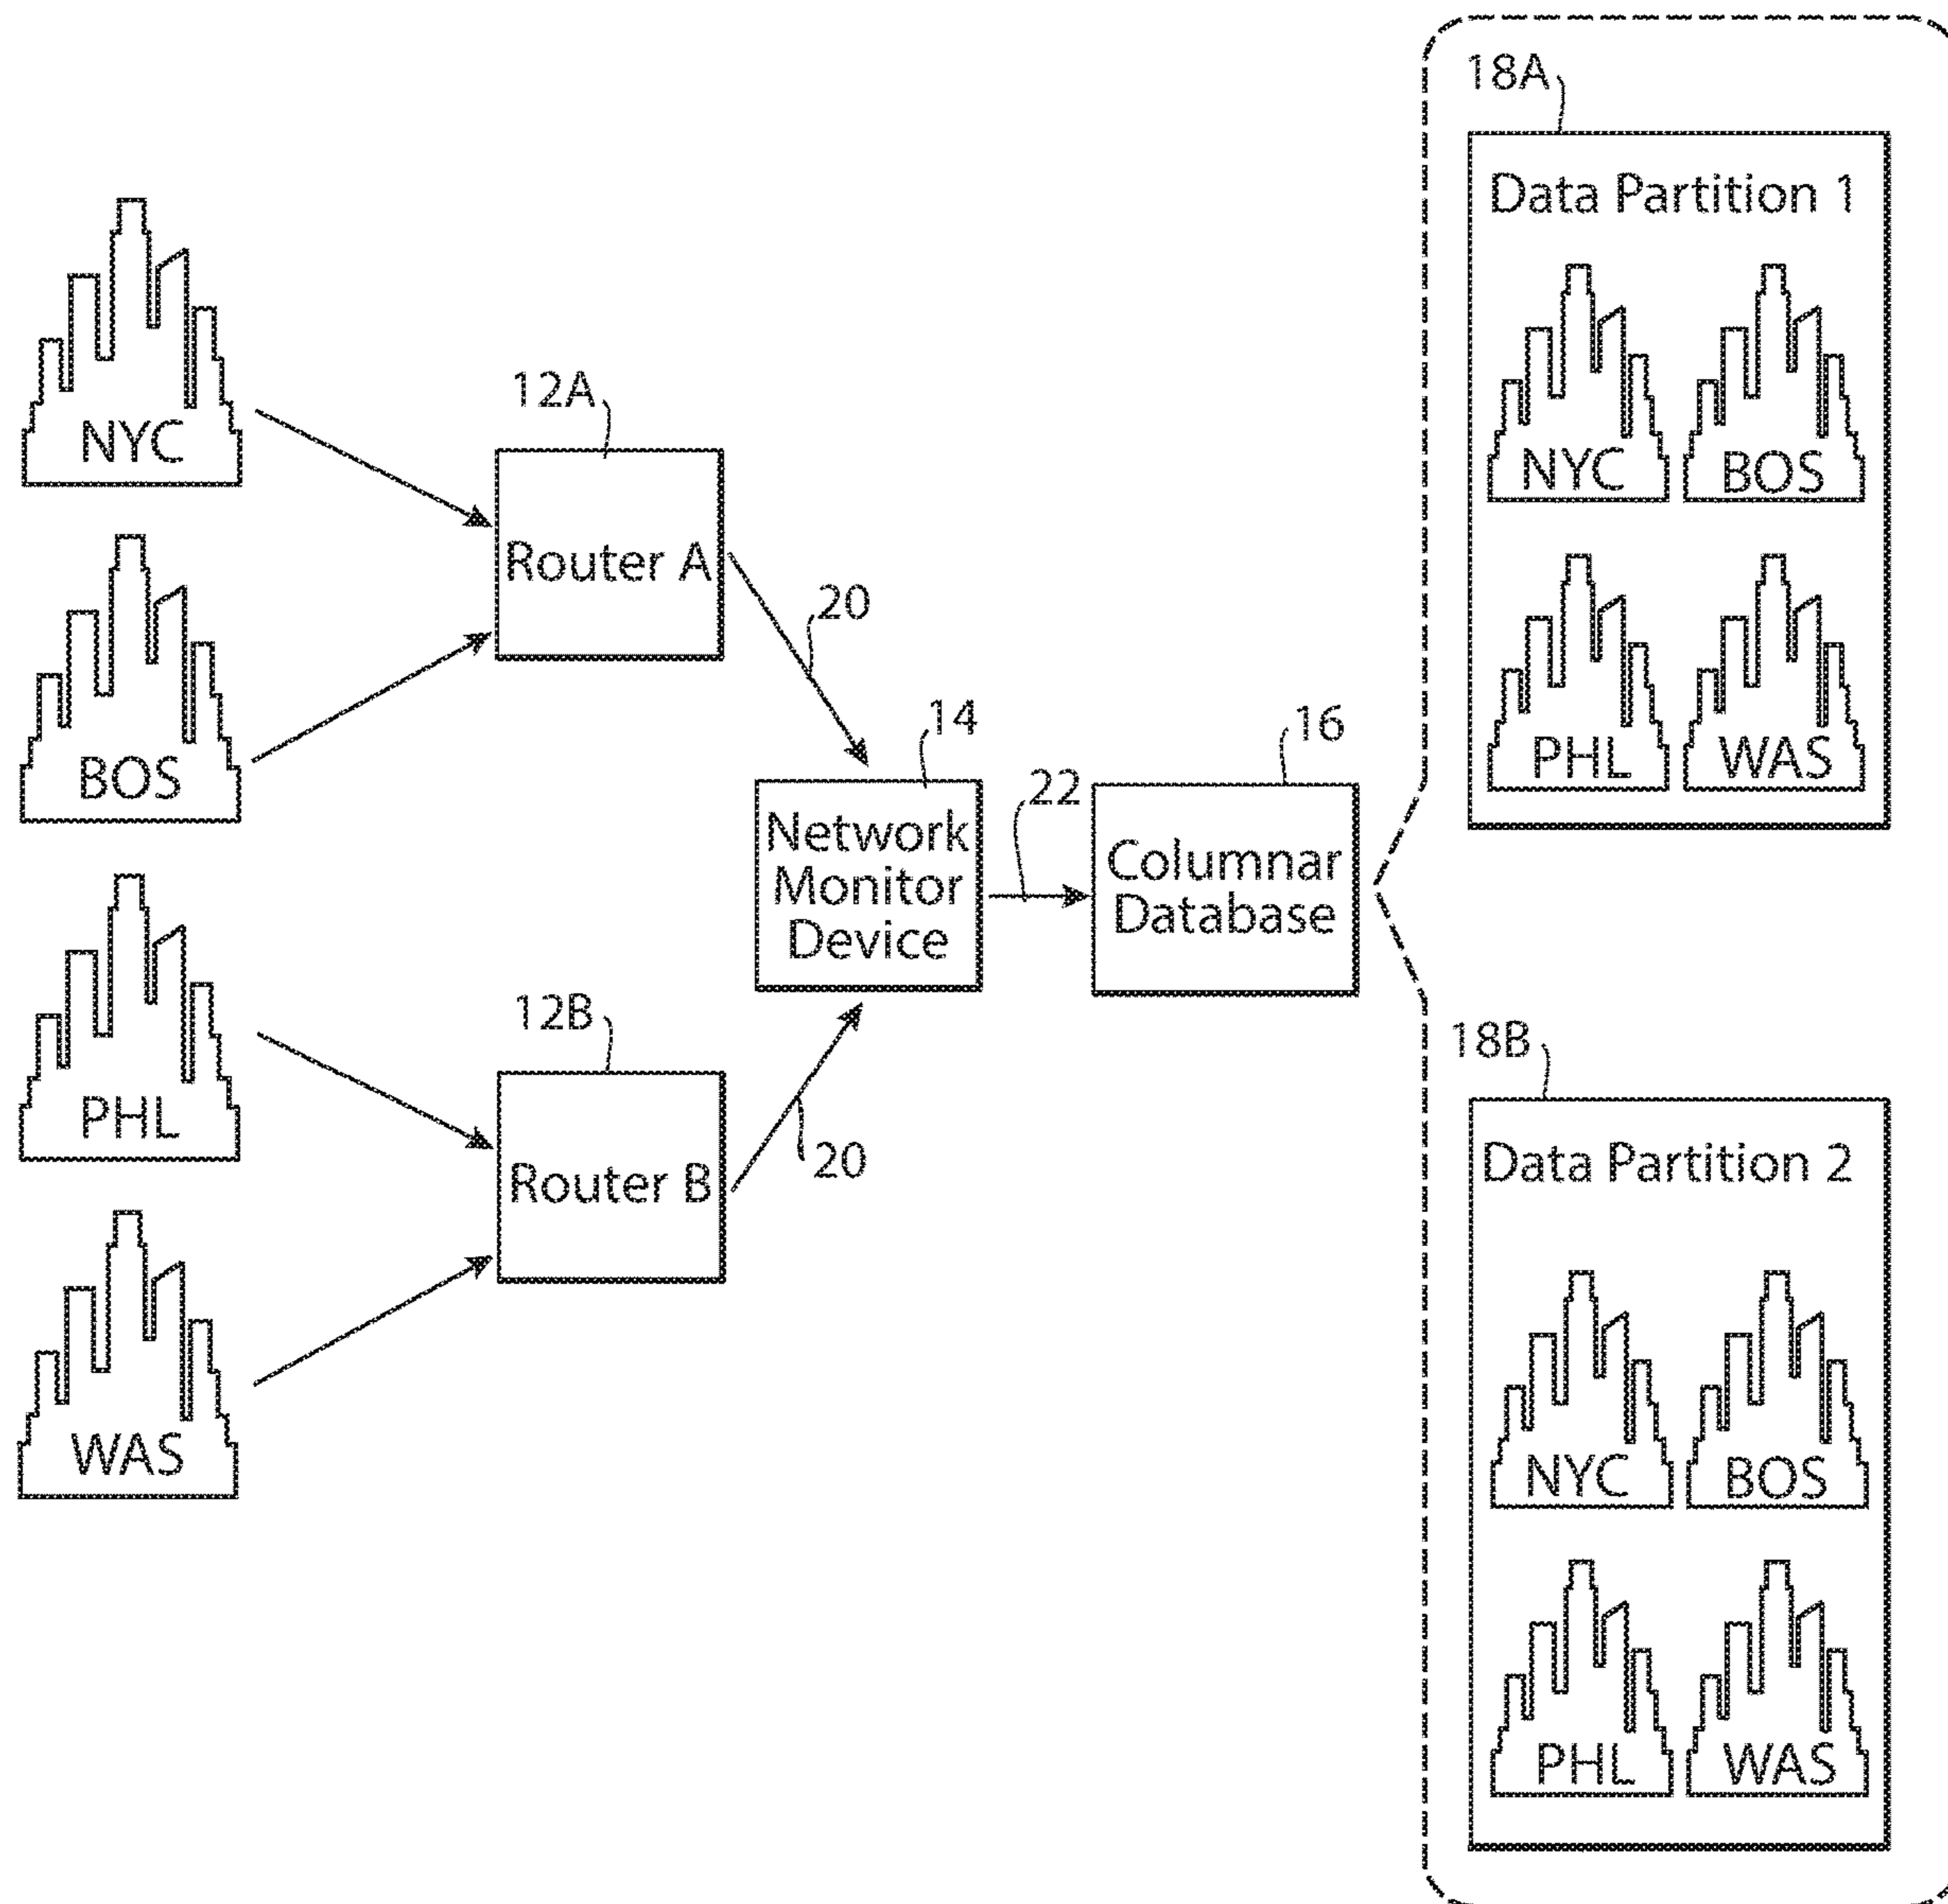 18A
Data Partition 1
NYC
BOS
PHL
WAS
NYC
BOS
PHL
WAS
12A
Router A
20
14
Network
Monitor
Device
22
16
Columnar
Database
12B
Router B
20
18B
Data Partition 2
NYC
BOS
PHL
WAS